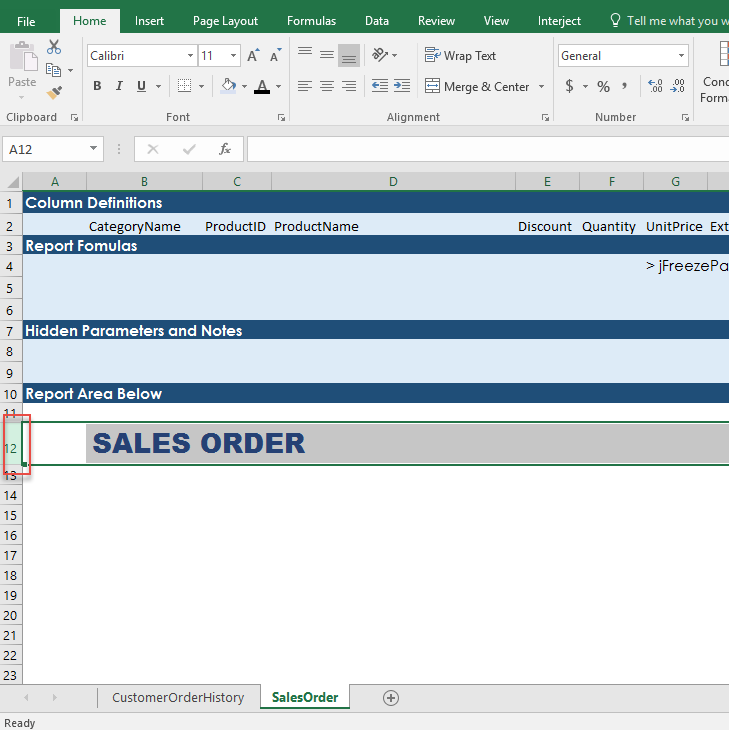 File Home Insert Page Layout Formulas Data Review View Interject Tell me what you w
Paste
Calibri 11 A A
B I U A
Wrap Text
Merge & Center
General
$ % , .00 .00
Cond
Form
Clipboard Font Alignment Number
A12 fx
A B C D E F G
1 Column Definitions
2 CategoryName ProductID ProductName Discount Quantity UnitPrice Ext
3 Report Fomulas
4 > jFreezePa
5
6
7 Hidden Parameters and Notes
8
9
10 Report Area Below
11
12 SALES ORDER
13
14
15
16
17
18
19
20
21
22
23
CustomerOrderHistory SalesOrder
Ready